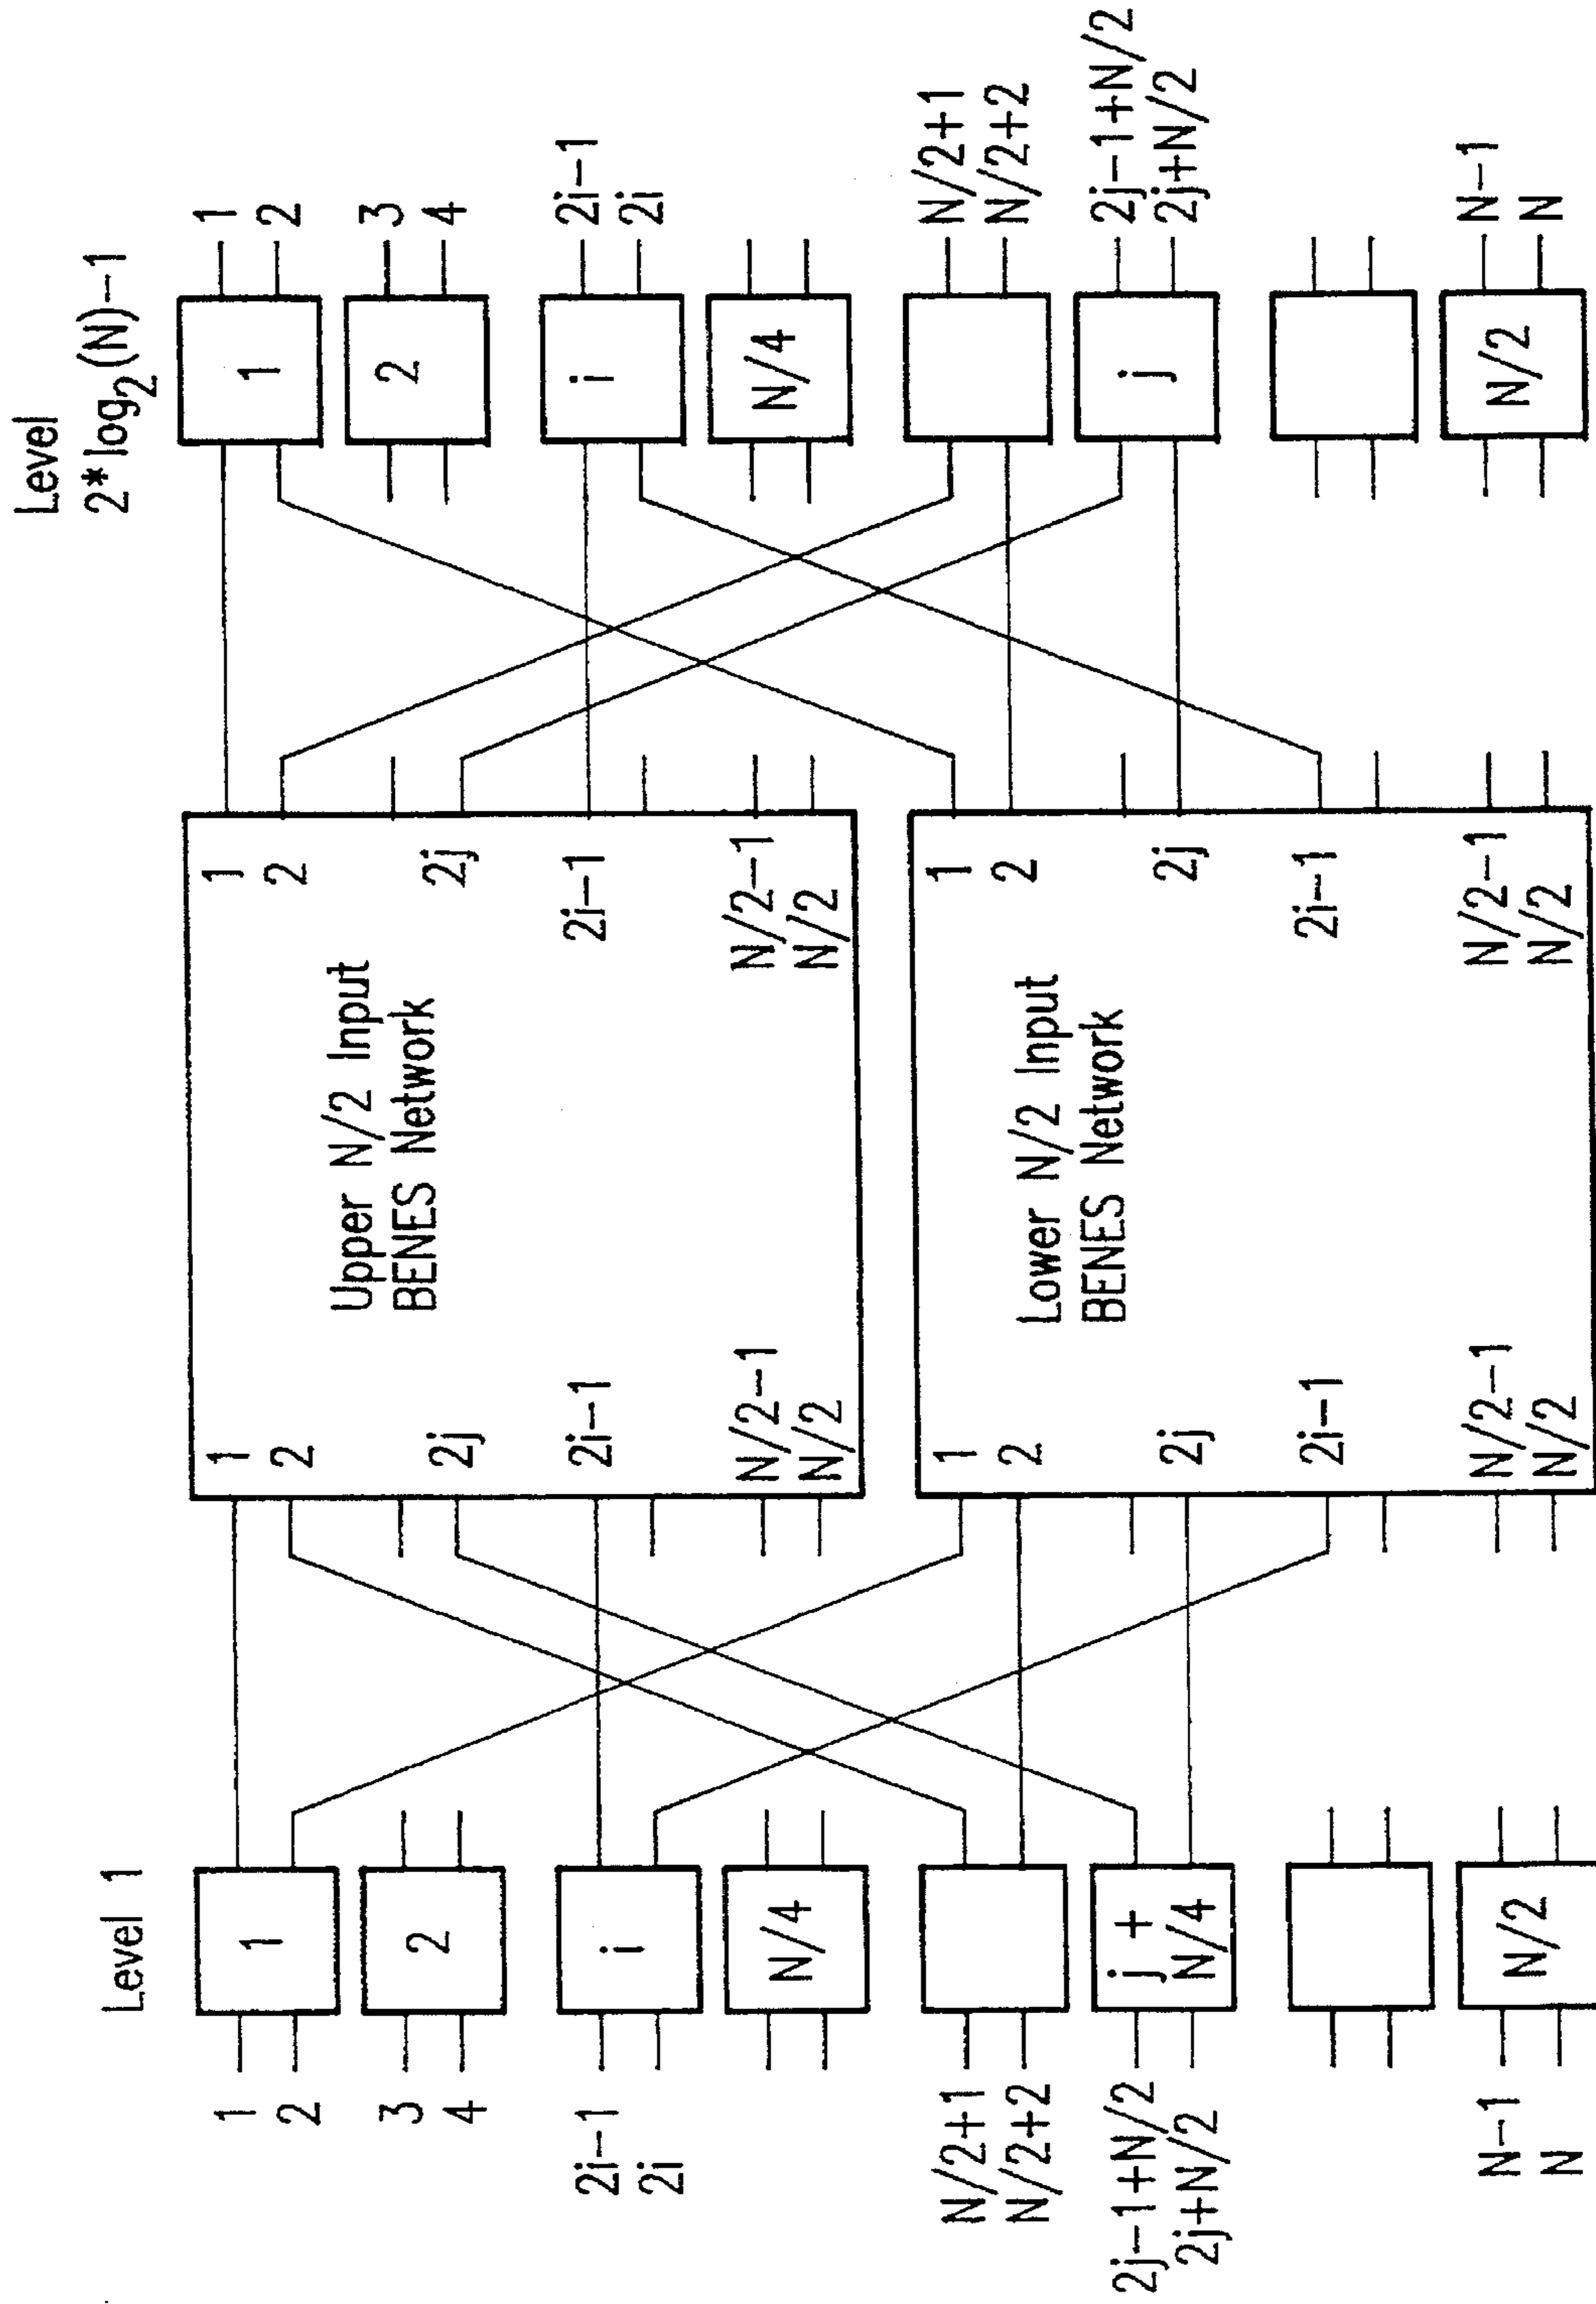 Level 1
Level
2*log2(N)-1
1
2
3
4
2i-1
2i
N/2+1
N/2+2
2j-1+N/2
2j+N/2
N-1
N
1
2
i
N/4
j +
N/4
N/2
Upper N/2 Input
BENES Network
1
2
2j
2i-1
N/2-1
N/2
1
2
2j
2i-1
N/2-1
N/2
Lower N/2 Input
BENES Network
1
2
2j
2i-1
N/2-1
N/2
1
2
2j
2i-1
N/2-1
N/2
1
2
i
N/4
j
N/2
1
2
3
4
2i-1
2i
N/2+1
N/2+2
2j-1+N/2
2j+N/2
N-1
N